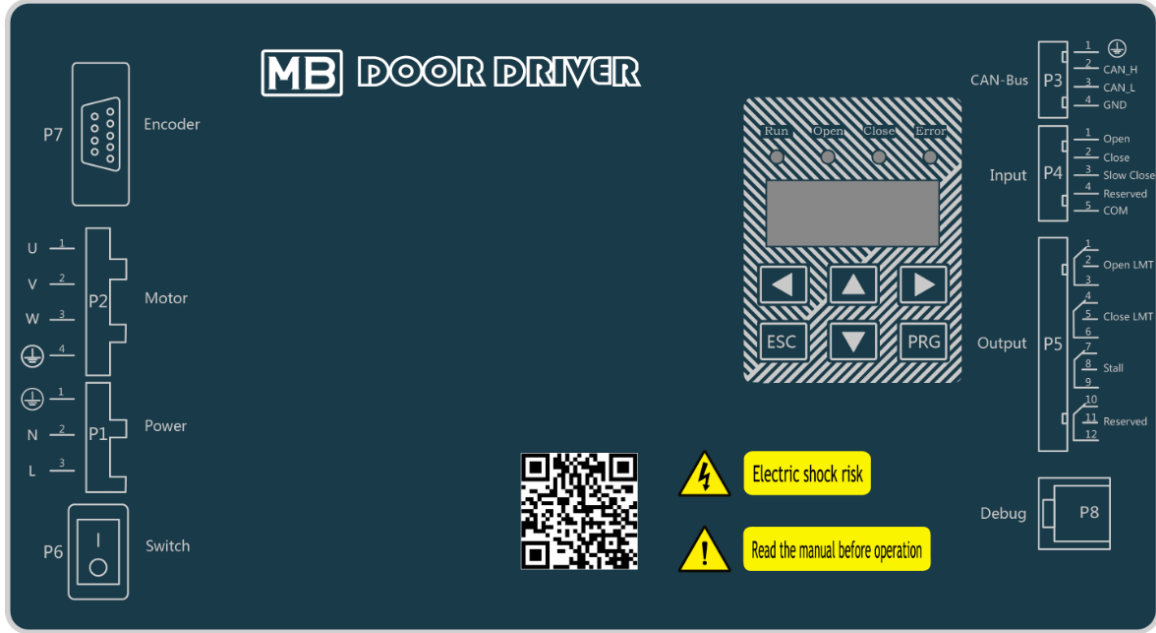 MB DOOR DRIVER
P7 Encoder
U 1
V 2
W 3
4
P2 Motor
1
N 2
L 3
P1 Power
P6 Switch
I
O
Run Open Close Error
ESC PRG
Electric shock risk
Read the manual before operation
CAN-Bus P3
1
2 CAN_H
3 CAN_L
4 GND
Input P4
1 Open
2 Close
3 Slow Close
4 Reserved
5 COM
Output P5
1
2 Open LMT
3
4
5 Close LMT
6
7
8 Stall
9
10
11 Reserved
12
Debug P8